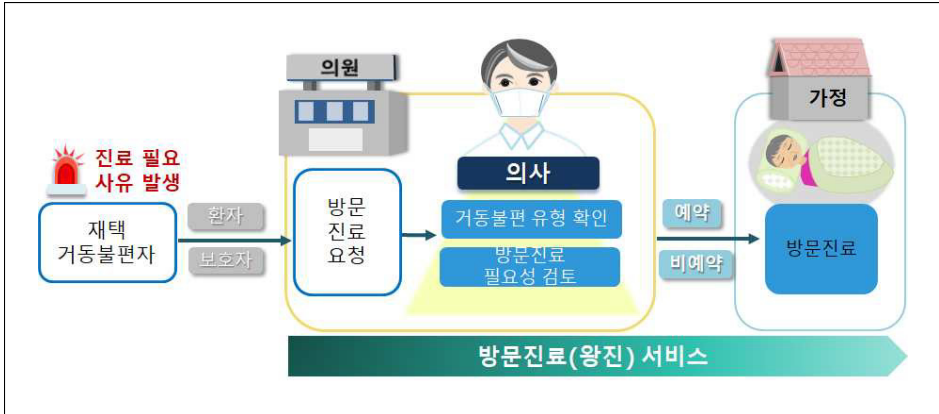 의원
가정
진료 필요
사유 발생
재택
거동불편자
환자
보호자
방문
진료
요청
의사
거동불편 유형 확인
방문진료
필요성 검토
예약
비예약
방문진료
방문진료(왕진) 서비스